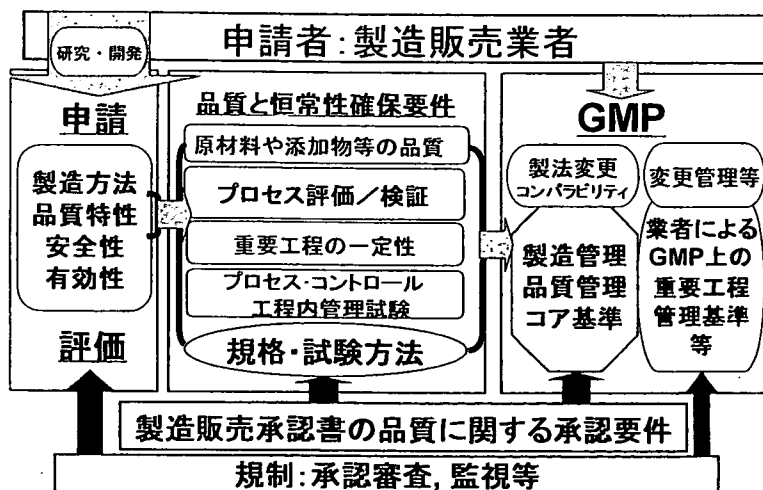 申請者:製造販売業者
研究・開発
申請
製造方法
品質特性
安全性
有効性
評価
品質と恒常性確保要件
原材料や添加物等の品質
プロセス評価/検証
重要工程の一定性
プロセス・コントロール
工程内管理試験
規格・試験方法
GMP
製法変更
コンパラビリティ
製造管理
品質管理
コア基準
変更管理等
業者による
GMP上の
重要工程
管理基準
等
製造販売承認書の品質に関する承認要件
規制:承認審査,監視等